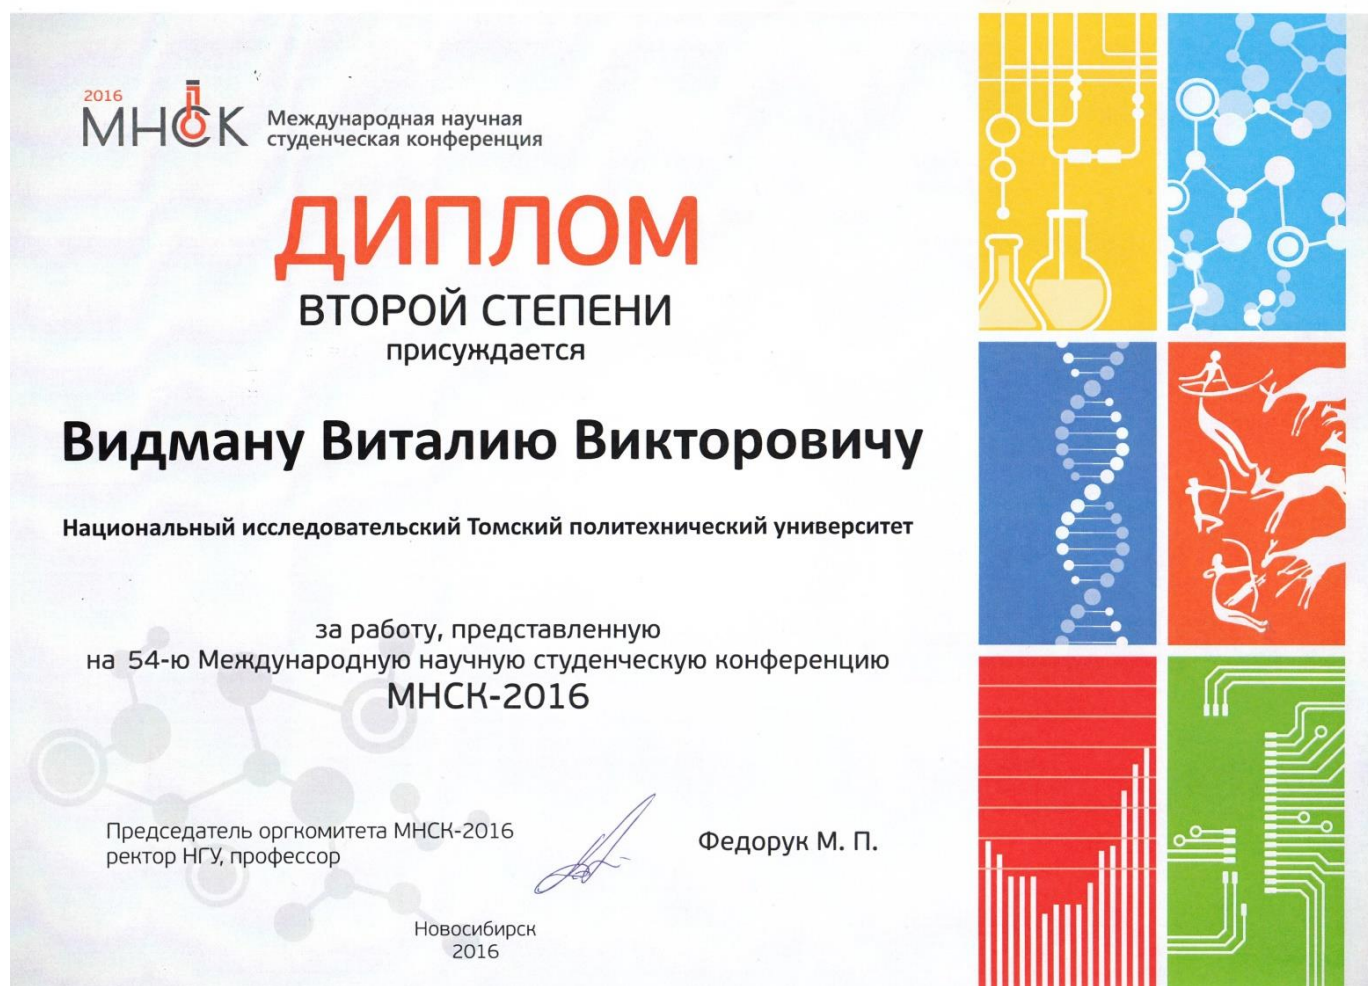 2016
МНСК
Международная научная
студенческая конференция
ДИПЛОМ
ВТОРОЙ СТЕПЕНИ
присуждается
Видману Виталию Викторовичу
Национальный исследовательский Томский политехнический университет
за работу, представленную
на 54-ю Международную научную студенческую конференцию
МНСК-2016
Председатель оргкомитета МНСК-2016
ректор НГУ, профессор
Федорук М. П.
Новосибирск
2016